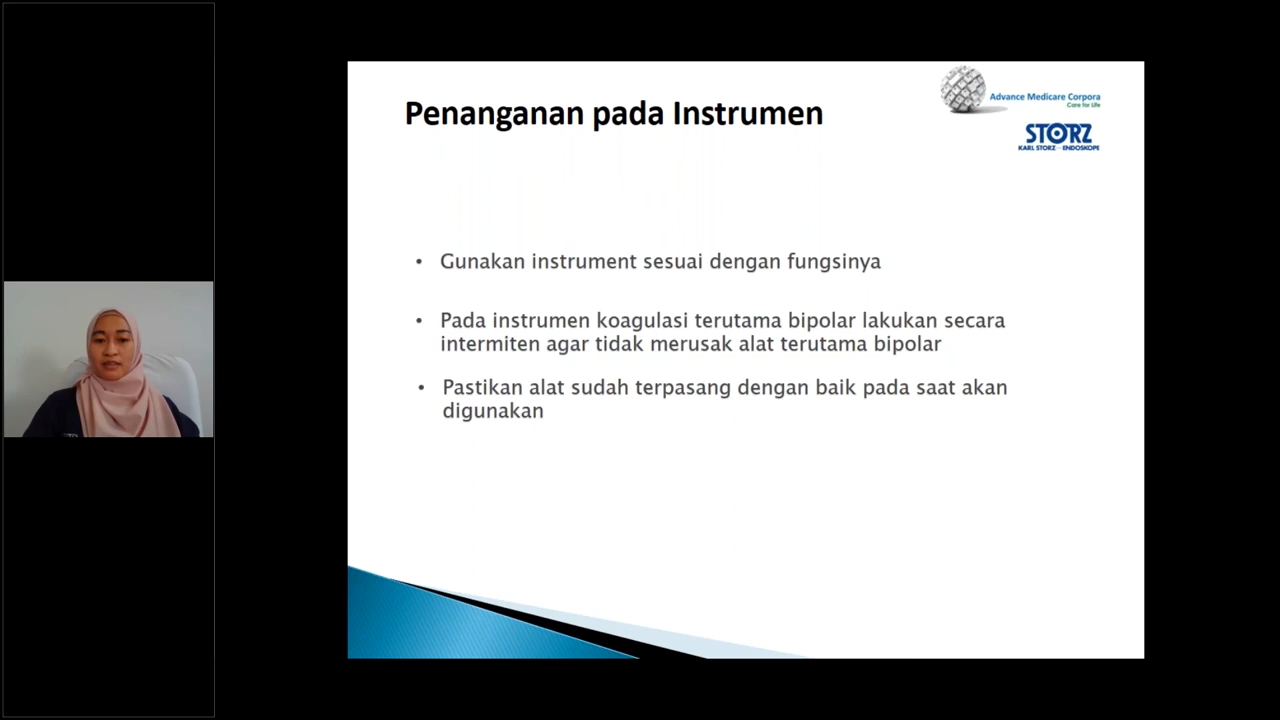 Penanganan pada Instrumen
Advance Medicare Corpora
Care for Life
STORZ
KARL STORZ - ENDOSKOPE
• Gunakan instrument sesuai dengan fungsinya
• Pada instrumen koagulasi terutama bipolar lakukan secara
intermiten agar tidak merusak alat terutama bipolar
• Pastikan alat sudah terpasang dengan baik pada saat akan
digunakan